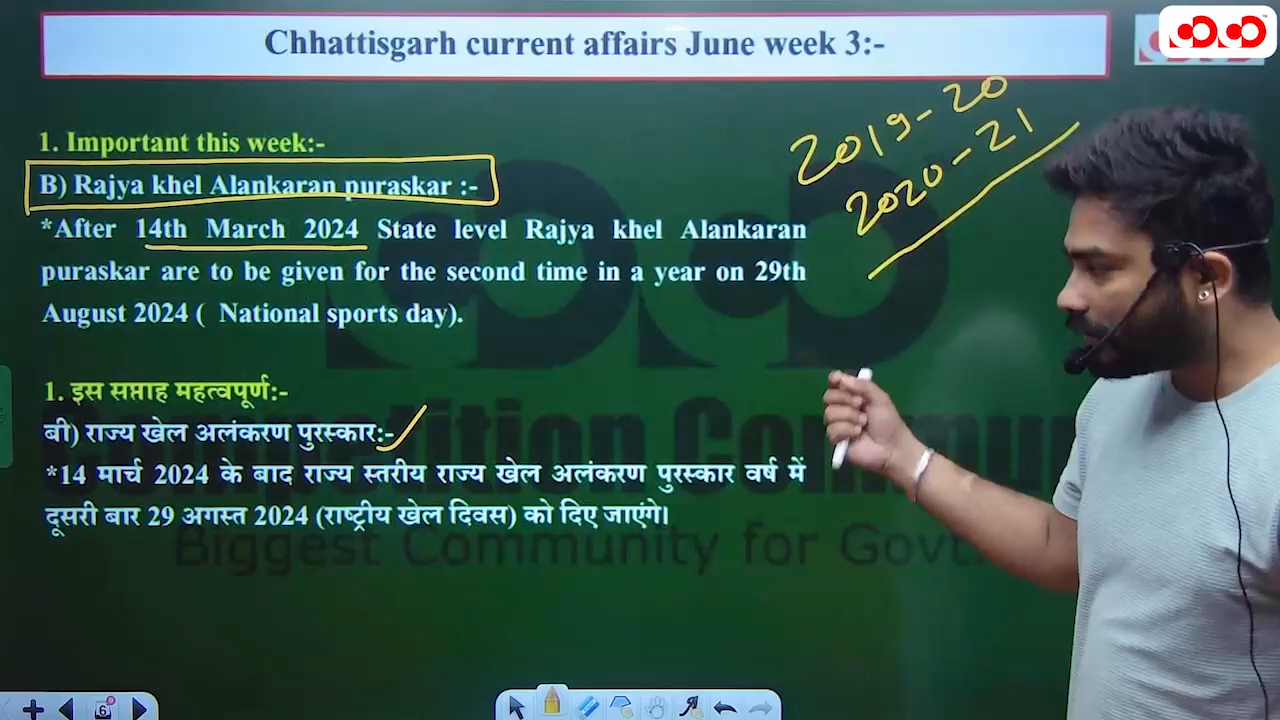 Chhattisgarh current affairs June week 3:-
2019-20
2020-21
1. Important this week:-
B) Rajya khel Alankaran puraskar :-
*After 14th March 2024 State level Rajya khel Alankaran
puraskar are to be given for the second time in a year on 29th
August 2024 ( National sports day).
1. इस सप्ताह महत्वपूर्ण:-
बी) राज्य खेल अलंकरण पुरस्कार:-
*14 मार्च 2024 के बाद राज्य स्तरीय राज्य खेल अलंकरण पुरस्कार वर्ष में
दूसरी बार 29 अगस्त 2024 (राष्ट्रीय खेल दिवस) को दिए जाएंगे।
Biggest Community for Govt.
6